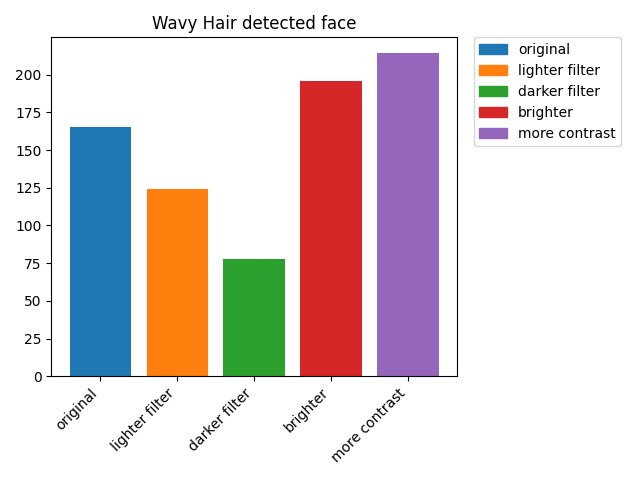 Wavy Hair detected face
200
175
150
125
100
75
50
25
0
original
lighter filter
darker filter
brighter
more contrast
original
lighter filter
darker filter
brighter
more contrast